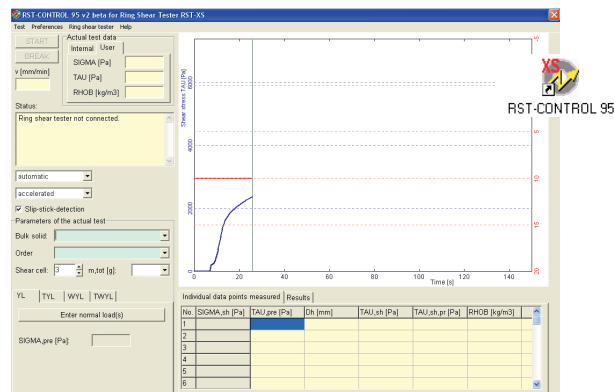 RST-CONTROL 95 v2 beta for Ring Shear Tester RST-XS
Test Preferences Ring shear tester Help
START
BREAK
v [mm/min]
Actual test data
Internal User
SIGMA [Pa]
TAU [Pa]
RHOB [kg/m3]
Status:
Ring shear tester not connected.
automatic
accelerated
Slip-stick-detection
Parameters of the actual test
Bulk solid:
Order
Shear cell: 3 m,tot [g]:
YL TYL WYL TWYL
Enter normal load(s)
SIGMA,pre [Pa]:
Shear stress TAU [Pa]
6000
4000
2000
0
-5
5
10
15
20
0 20 40 60 80 100 120 140
Time [s]
Individual data points measured Results
No. SIGMA,sh [Pa] TAU,pre [Pa] Dh [mm] TAU,sh [Pa] TAU,sh,pr [Pa] RHOB [kg/m3]
1
2
3
4
5
6
XS
RST-CONTROL 95